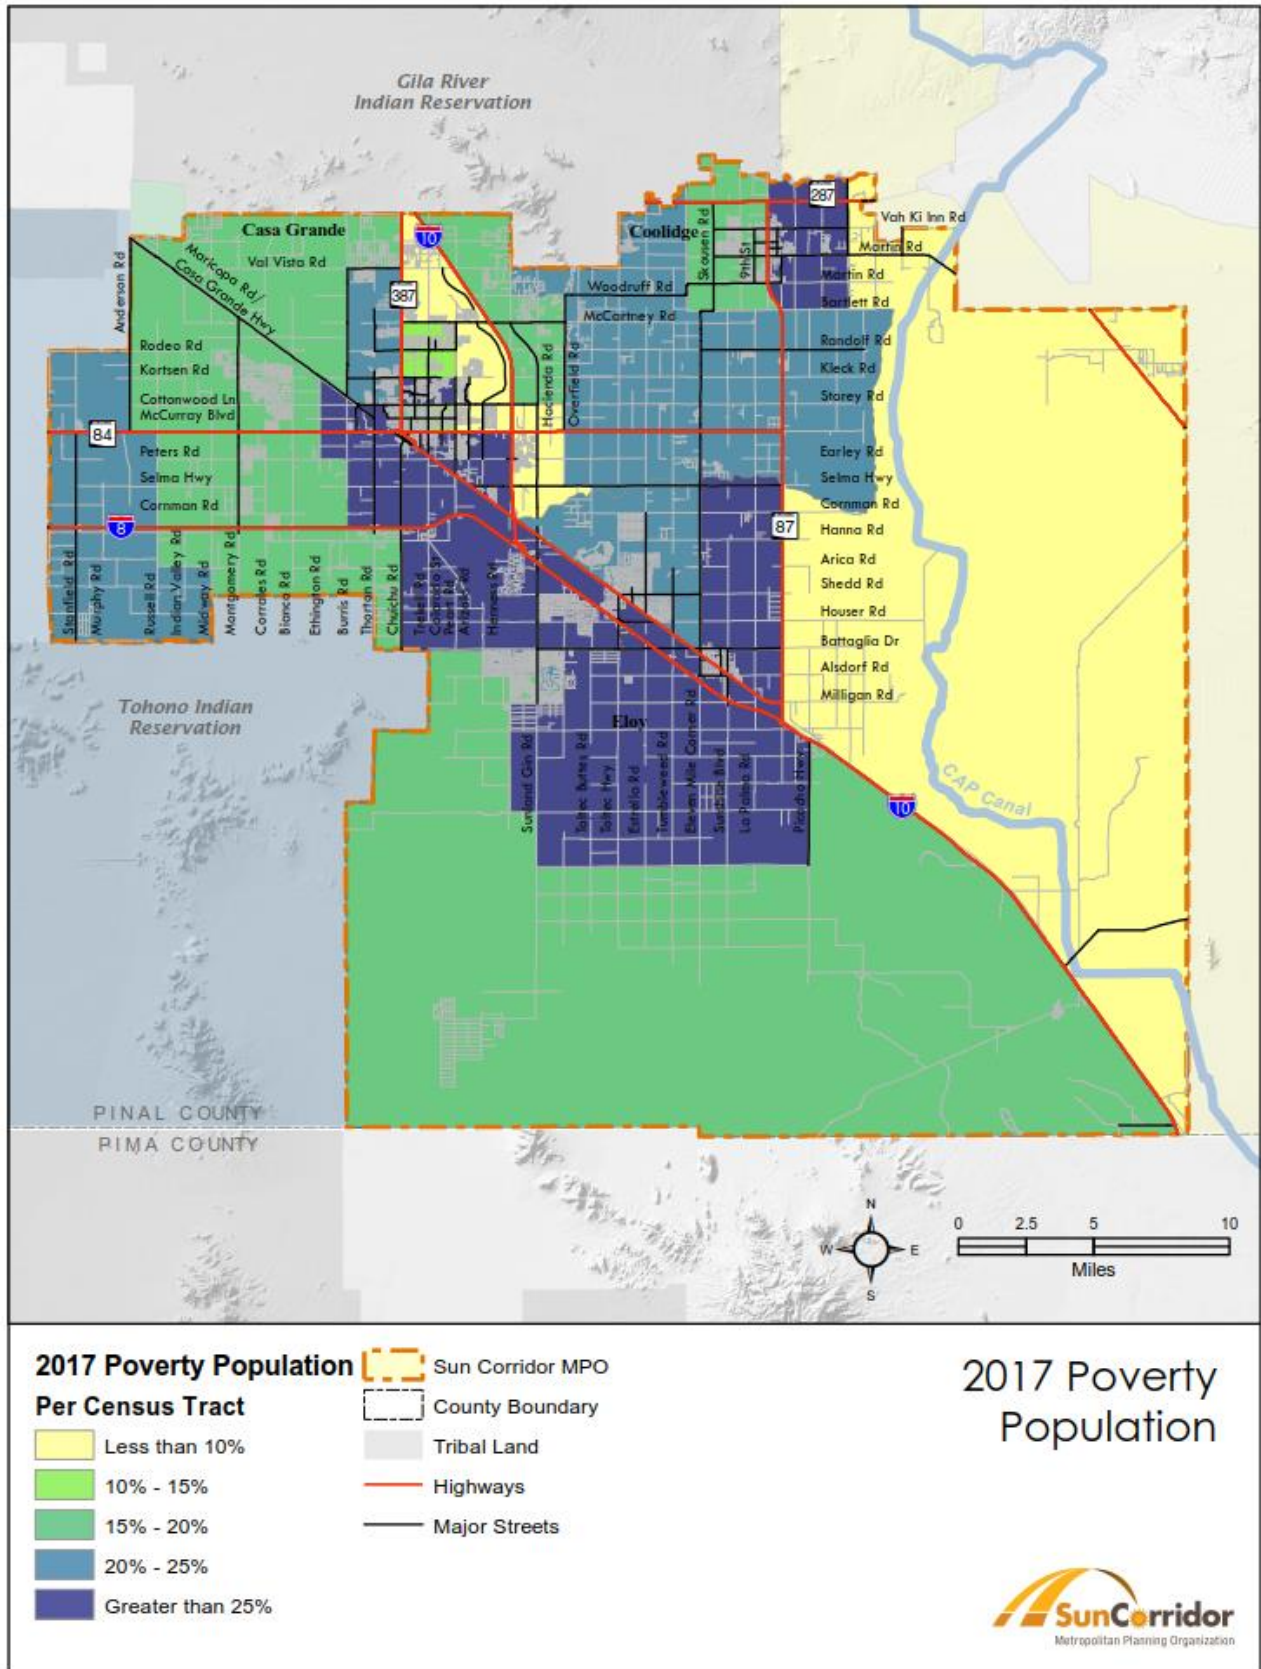 Gila River
Indian Reservation
287
Vah Ki Inn Rd
Casa Grande
10
Coolidge
Skousen Rd
9th St
Martin Rd
Val Vista Rd
Maricopa Rd/
Casa Grande Hwy
Anderson Rd
387
Woodruff Rd
Martin Rd
Bartlett Rd
McCartney Rd
Rodeo Rd
Randolf Rd
Kortsen Rd
Kleck Rd
Hacienda Rd
Overfield Rd
Cottonwood Ln
Storey Rd
McCurray Blvd
84
Peters Rd
Earley Rd
Selma Hwy
Selma Hwy
Cornman Rd
Cornman Rd
8
87
Hanna Rd
Arica Rd
Shedd Rd
Houser Rd
Battaglia Dr
Alsdorf Rd
Milligan Rd
Stanfield Rd
Murphy Rd
Russell Rd
Indian Valley Rd
Midway Rd
Montgomery Rd
Corrales Rd
Bianco Rd
Ethington Rd
Burris Rd
Thornton Rd
Chuichu Rd
Trekell Rd
Peart Rd
Arizola Rd
Henness Rd
Tohono Indian
Reservation
Eloy
Sunland Gin Rd
Toltec Buttes Rd
Toltec Hwy
Estrella Rd
Tumbleweed Rd
Eleven Mile Corner Rd
Sunshine Blvd
La Palma Rd
Picacho Hwy
10
CAP Canal
PINAL COUNTY
PIMA COUNTY
N
W
E
S
0 2.5 5 10
Miles
2017 Poverty Population
Per Census Tract
Less than 10%
10% - 15%
15% - 20%
20% - 25%
Greater than 25%
Sun Corridor MPO
County Boundary
Tribal Land
Highways
Major Streets
2017 Poverty
Population
SunCorridor
Metropolitan Planning Organization